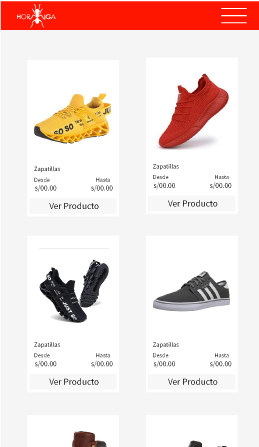 HORMIGA
Zapatillas
Desde Hasta
s/00.00 s/00.00
Ver Producto
Zapatillas
Desde Hasta
s/00.00 s/00.00
Ver Producto
Zapatillas
Desde Hasta
s/00.00 s/00.00
Ver Producto
Zapatillas
Desde Hasta
s/00.00 s/00.00
Ver Producto